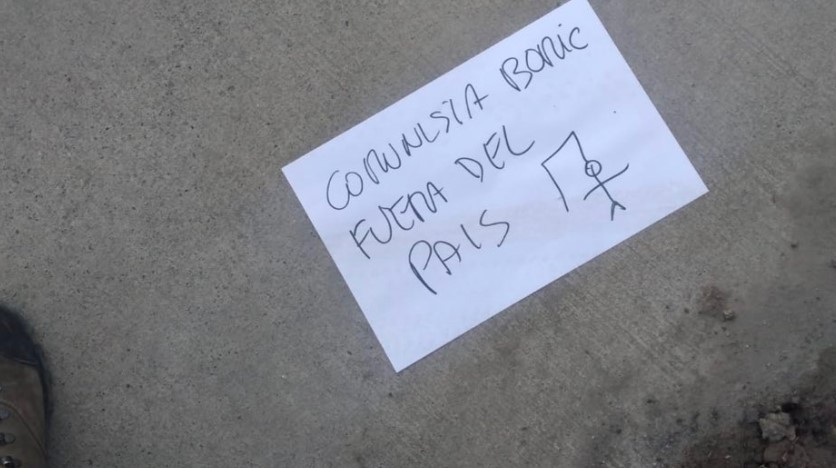 COMUNISTA BORIC
FUERA DEL
PAIS